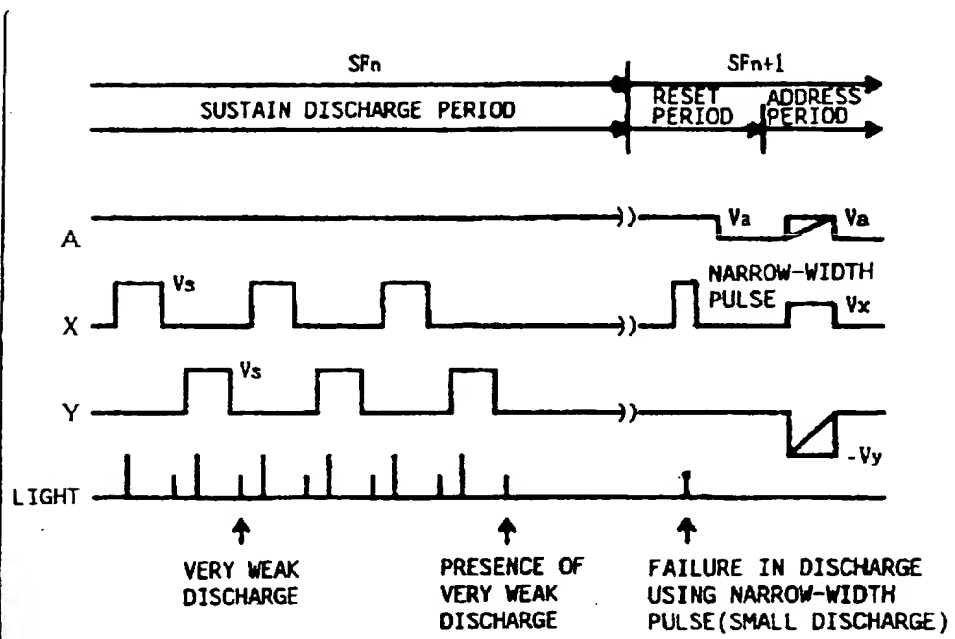 SFn
SFn+1
SUSTAIN DISCHARGE PERIOD
RESET
PERIOD
ADDRESS
PERIOD
A
Va
Va
X
Vs
NARROW-WIDTH
PULSE
Vx
Y
Vs
-Vy
LIGHT
VERY WEAK
DISCHARGE
PRESENCE OF
VERY WEAK
DISCHARGE
FAILURE IN DISCHARGE
USING NARROW-WIDTH
PULSE(SMALL DISCHARGE)